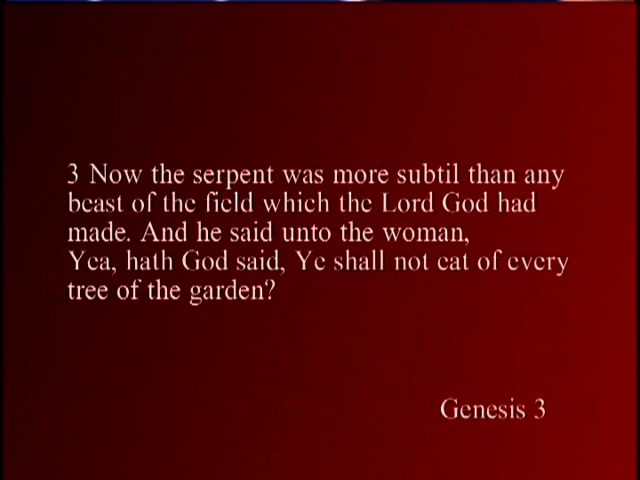 3 Now the serpent was more subtil than any
beast of the field which the Lord God had
made. And he said unto the woman,
Yea, hath God said, Ye shall not eat of every
tree of the garden?
Genesis 3